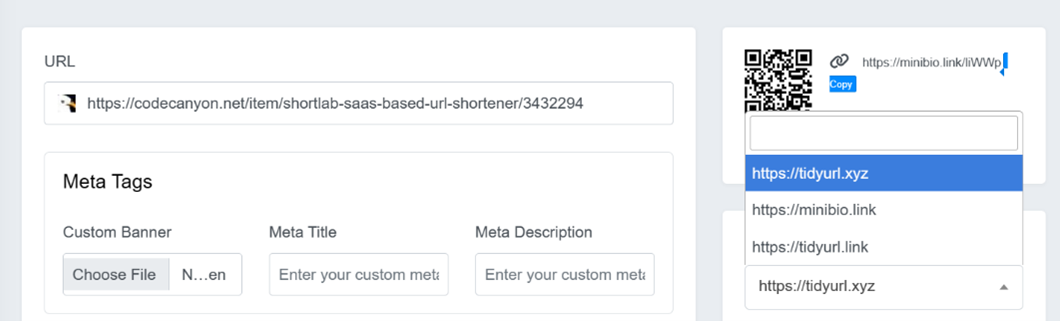 URL
https://codecanyon.net/item/shortlab-saas-based-url-shortener/3432294
Meta Tags
Custom Banner
Meta Title
Meta Description
Choose File N...en
Enter your custom meta
Enter your custom meta
https://minibio.link/liWWp
Copy
https://tidyurl.xyz
https://minibio.link
https://tidyurl.link
https://tidyurl.xyz